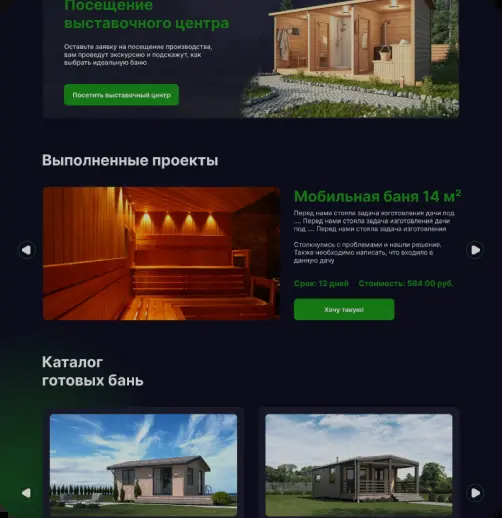 Посещение
выставочного центра
Оставьте заявку на посещение производства,
вам проведут экскурсию и подскажут, как
выбрать идеальную баню
Посетить выставочный центр
Выполненные проекты
Мобильная баня 14 м²
Перед нами стояла задача изготовления дачи под
.... Перед нами стояла задача изготовления дачи
под .... Перед нами стояла задача изготовления
Столкнулись с проблемами и нашли решение.
Также необходимо написать, что входило в
данную дачу
Срок: 12 дней Стоимость: 584 00 руб.
Хочу такую!
Каталог
готовых бань